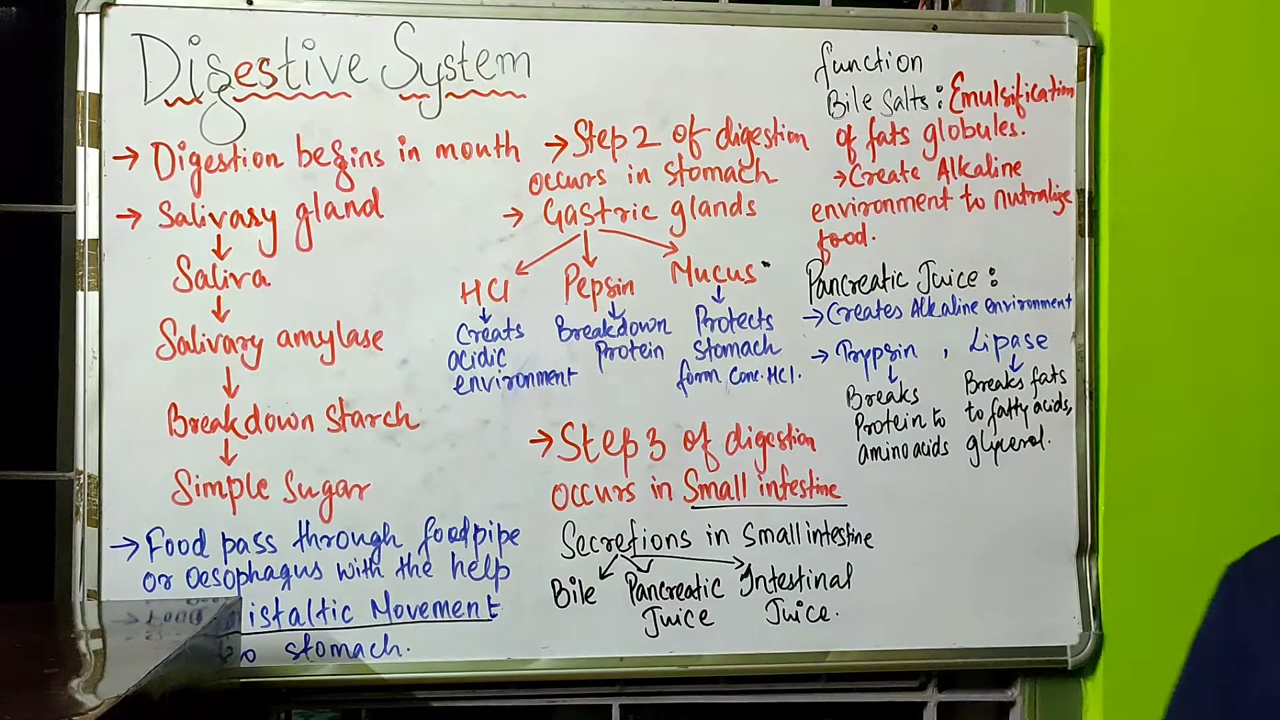 Digestive System
→ Digestion begins in mouth
→ Salivary gland
↓
Saliva
↓
Salivary amylase
↓
Breakdown Starch
↓
Simple Sugar
→ Food pass through foodpipe
or Oesophagus with the help
istaltic Movement
stomach.
→ Step 2 of digestion
occurs in stomach
→ Gastric glands
HCl Pepsin Mucus
Creats
acidic
environment
Breakdown
Protein
Protects
stomach
form Conc. HCl.
→ Step 3 of digestion
occurs in Small intestine
Secretions in Small intestine
Bile Pancreatic Juice Intestinal Juice.
function
Bile Salts: Emulsification
of fats globules.
→ Create Alkaline
environment to nutralize
food.
Pancreatic Juice:
→ Creates Alkaline environment
→ Trypsin , Lipase
Breaks
Protein to
amino acids
Breaks fats
to fatty acids,
glycerol.